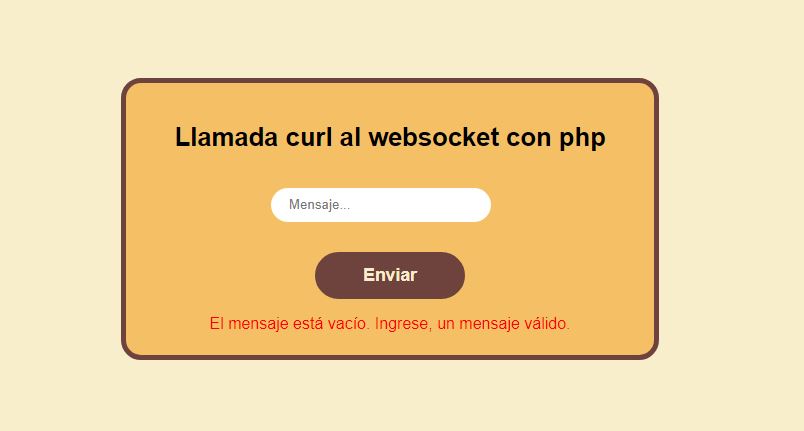 Llamada curl al websocket con php
Mensaje...
Enviar
El mensaje está vacío. Ingrese, un mensaje válido.